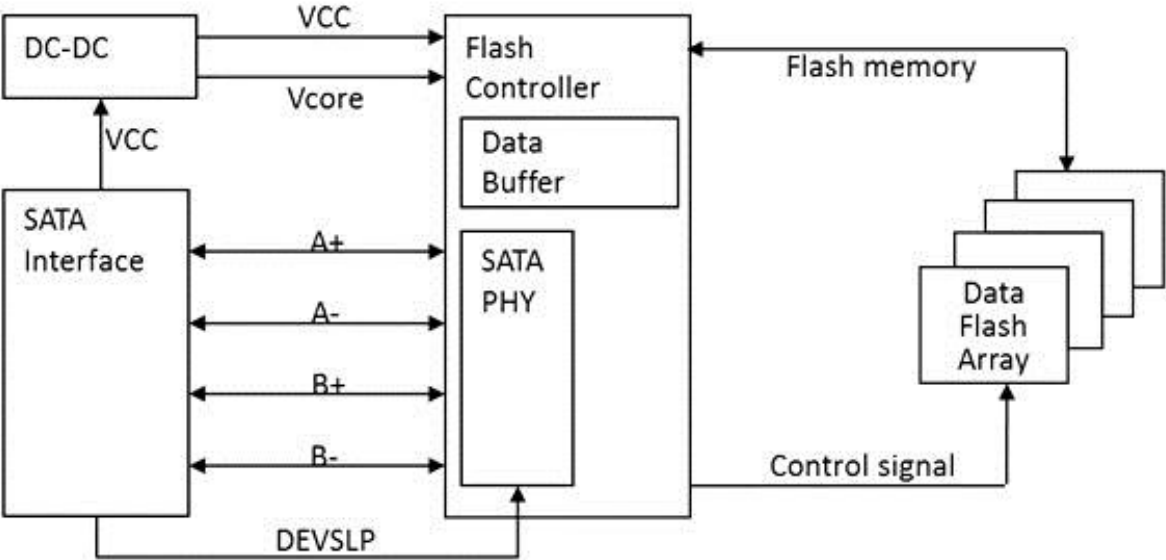 DC-DC
VCC
Vcore
VCC
Flash
Controller
Data
Buffer
SATA
Interface
A+
A-
B+
B-
SATA
PHY
DEVSLP
Flash memory
Data
Flash
Array
Control signal